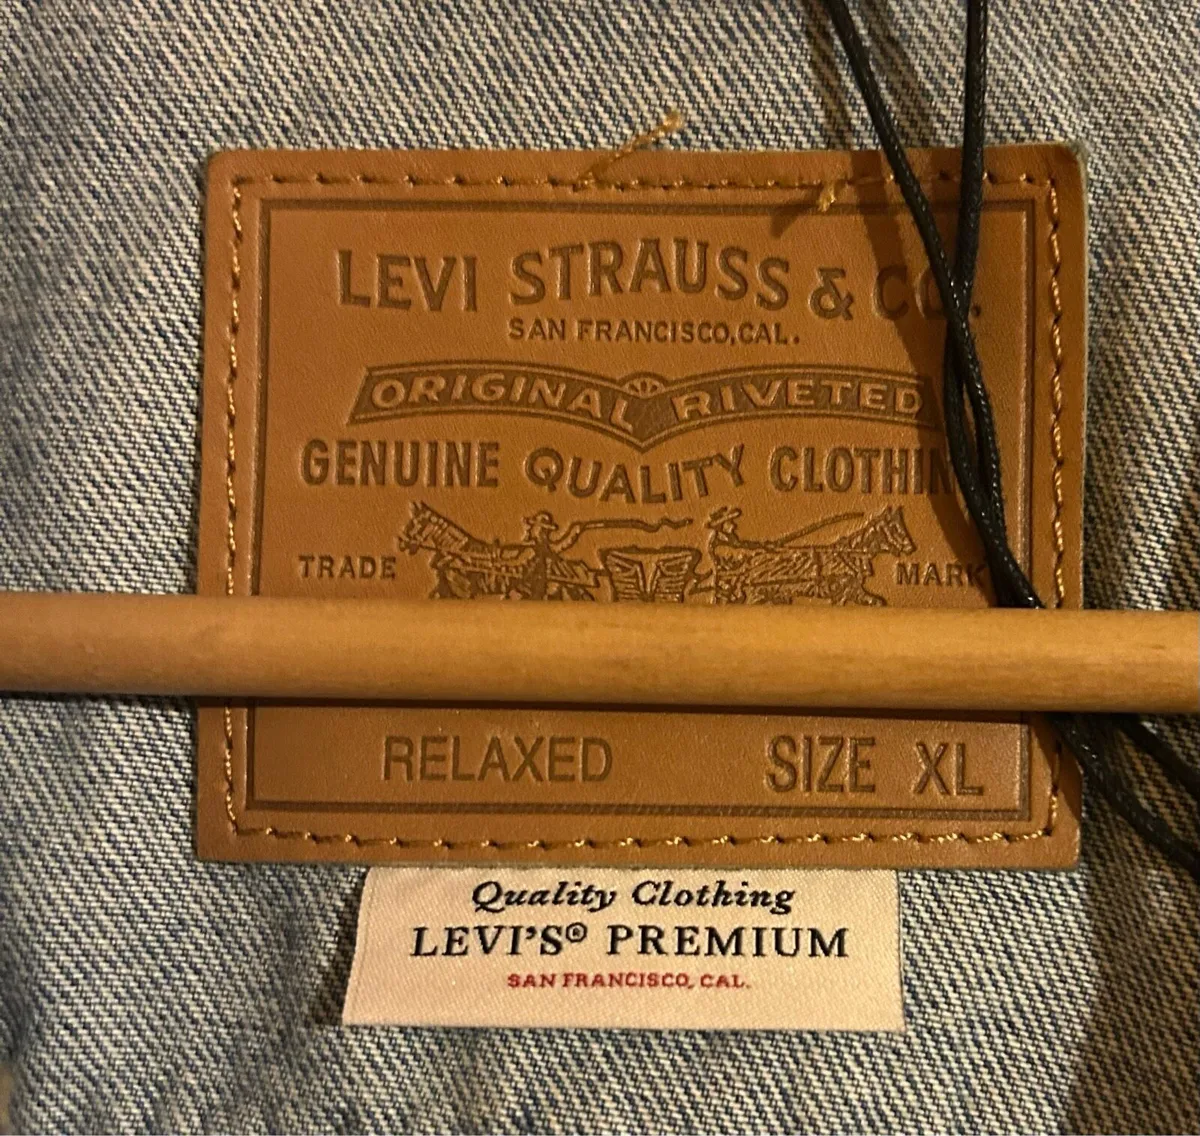 LEVI STRAUSS & CO.
SAN FRANCISCO, CAL.
ORIGINAL RIVETED
GENUINE QUALITY CLOTHIN
TRADE MARK
RELAXED SIZE XL
Quality Clothing
LEVI'S® PREMIUM
SAN FRANCISCO, CAL.